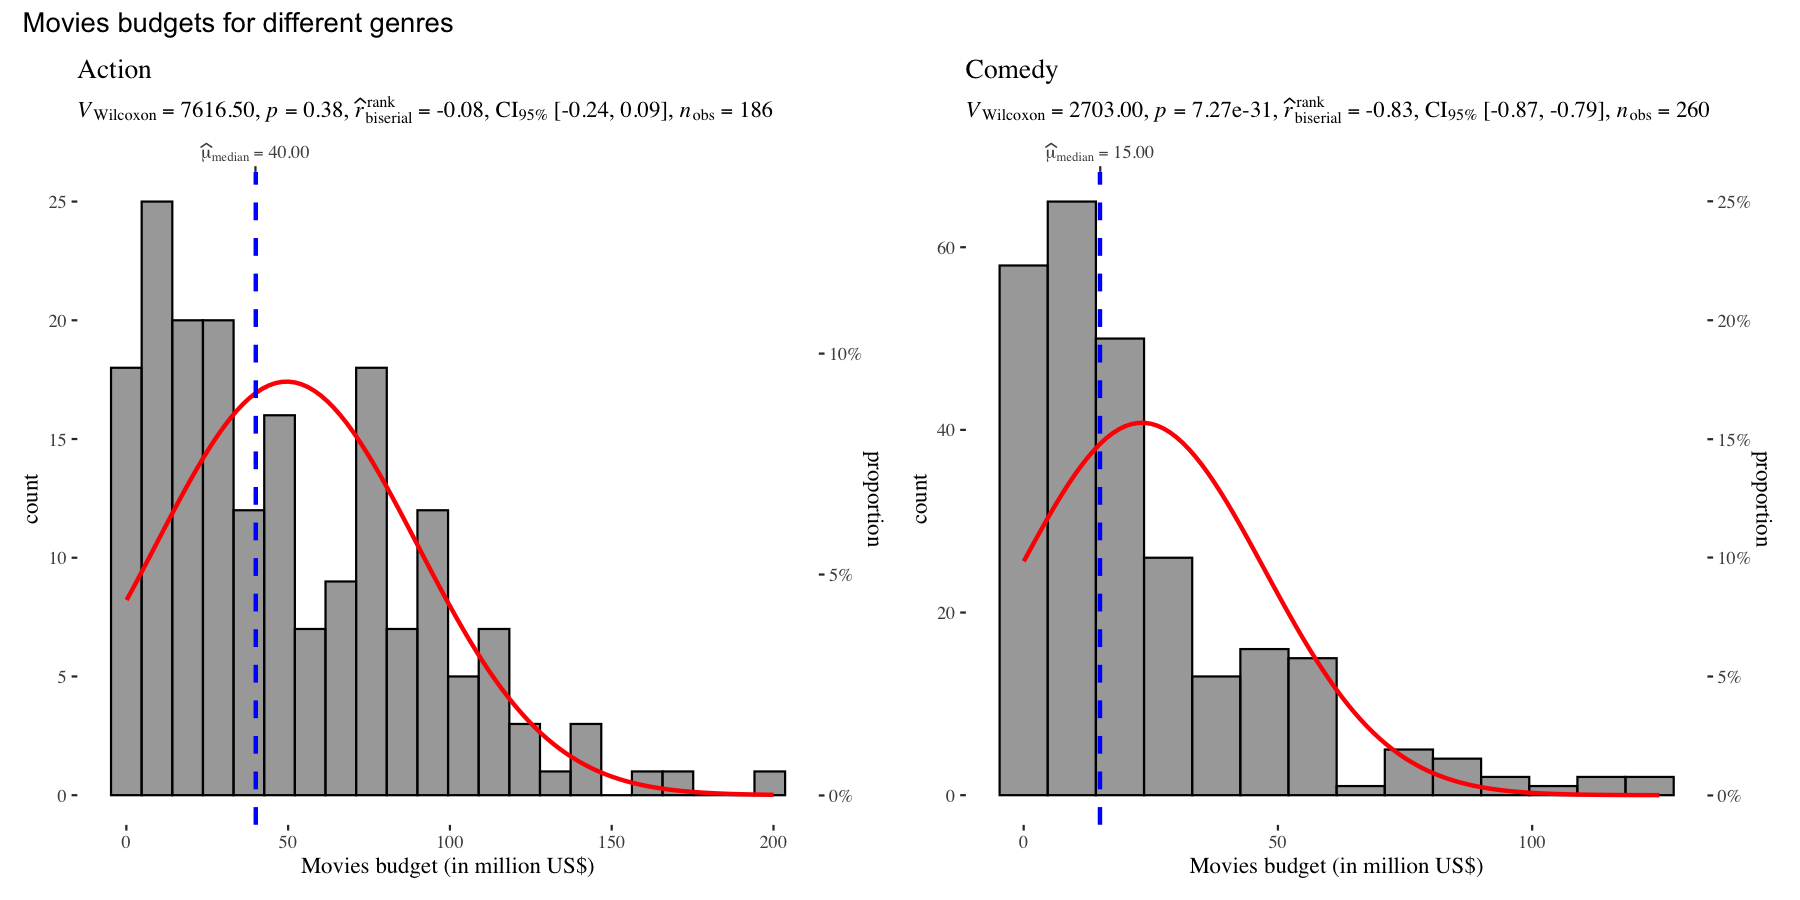 Movies budgets for different genres
Action
V_Wilcoxon = 7616.50, p = 0.38, r̂_biserial^rank = -0.08, CI_95% [-0.24, 0.09], n_obs = 186
μ̂_median = 40.00
25
20
15
10
5
0
count
10%
5%
0%
proportion
0 50 100 150 200
Movies budget (in million US$)
Comedy
V_Wilcoxon = 2703.00, p = 7.27e-31, r̂_biserial^rank = -0.83, CI_95% [-0.87, -0.79], n_obs = 260
μ̂_median = 15.00
60
40
20
0
count
25%
20%
15%
10%
5%
0%
proportion
0 50 100
Movies budget (in million US$)